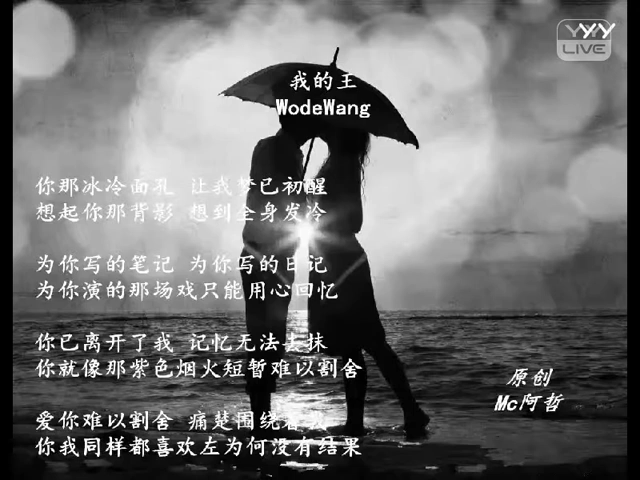 YYY
LIVE
我的王
WodeWang
你那冰冷面孔 让我梦已初醒
想起你那背影 想到全身发冷
为你写的笔记 为你写的日记
为你演的那场戏只能用心回忆
你已离开了我 记忆无法去抹
你就像那紫色烟火短暂难以割舍
爱你难以割舍 痛楚围绕着我
你我同样都喜欢左为何没有结果
原创
Mc阿哲